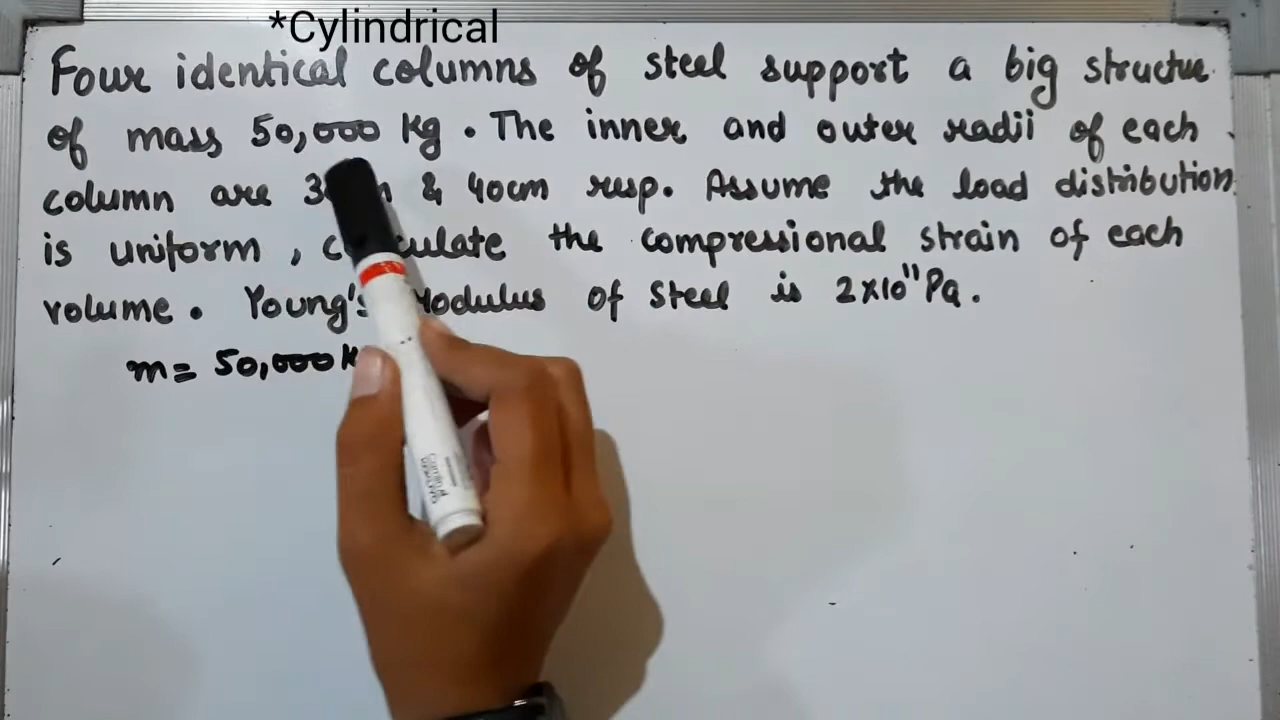 *Cylindrical
Four identical columns of steel support a big structure
of mass 50,000 Kg. The inner and outer radii of each
column are & 40cm resp. Assume the load distribution
is uniform, the compressional strain of each
volume. Young's Modulus of Steel is 2x10¹¹ Pa.
m= 50,000 K